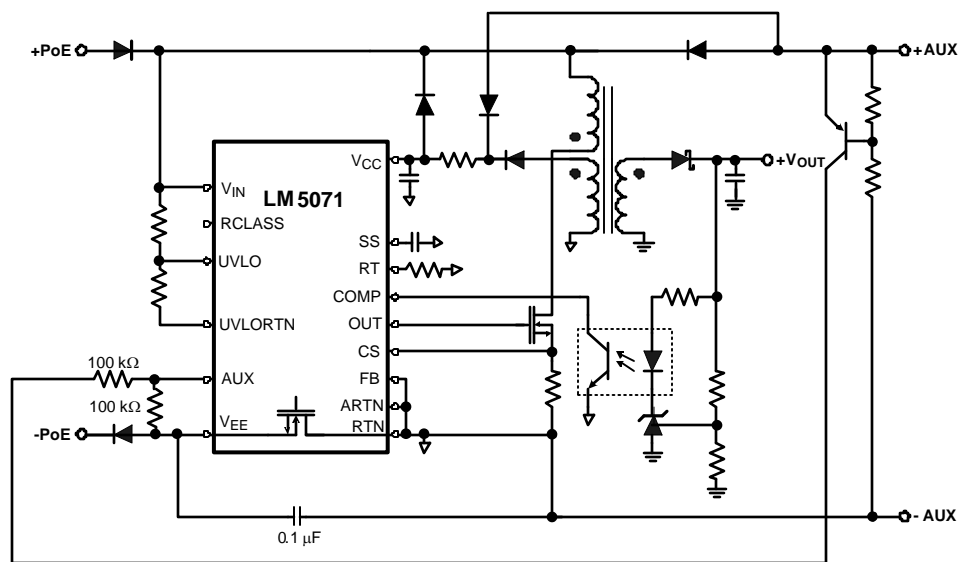 +PoE
+AUX
VCC
+VOUT
LM5071
VIN
RCLASS
SS
UVLO
RT
COMP
UVLORTN
OUT
CS
100 kΩ
AUX
FB
100 kΩ
ARTN
-PoE
VEE
RTN
- AUX
0.1 µF